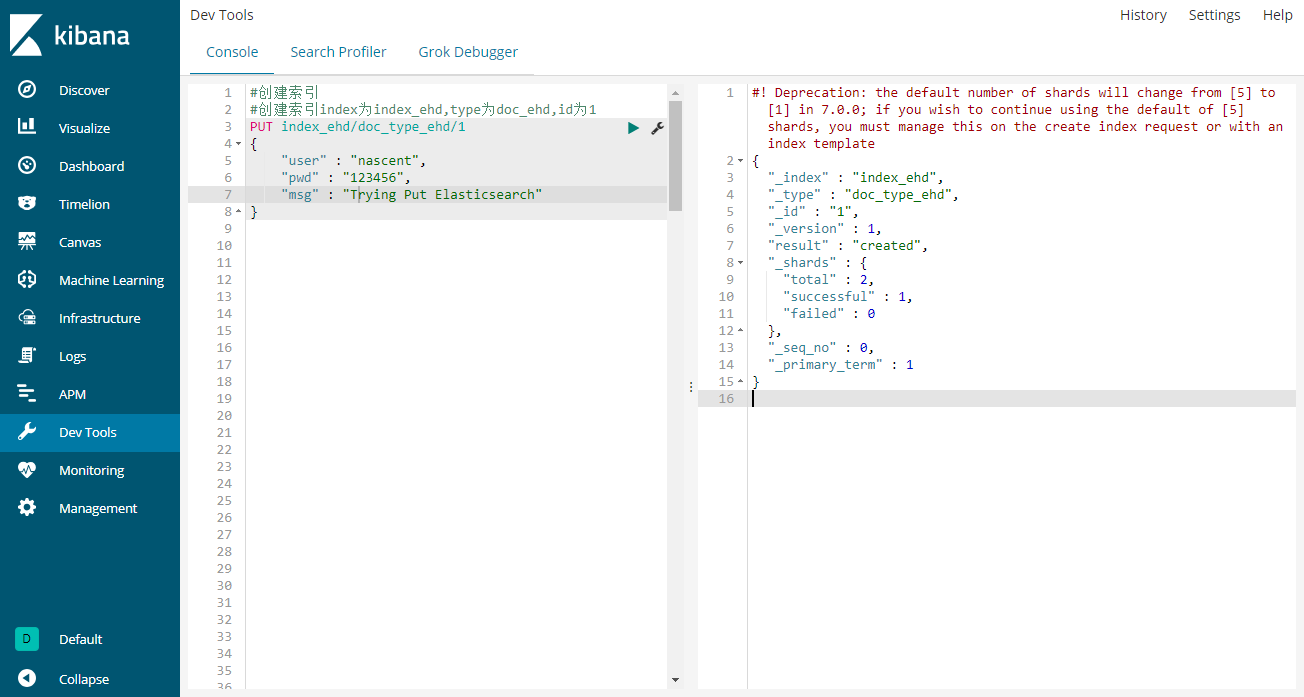 kibana
Discover
Visualize
Dashboard
Timelion
Canvas
Machine Learning
Infrastructure
Logs
APM
Dev Tools
Monitoring
Management
D Default
Collapse
Dev Tools
History Settings Help
Console Search Profiler Grok Debugger
1 #创建索引
2 #创建索引index为index_ehd,type为doc_ehd,id为1
3 PUT index_ehd/doc_type_ehd/1
4 {
5 "user" : "nascent",
6 "pwd" : "123456",
7 "msg" : "Trying Put Elasticsearch"
8 }
9
10
11
12
13
14
15
16
17
18
19
20
21
22
23
24
25
26
27
28
29
30
31
32
33
34
35
36
1 #! Deprecation: the default number of shards will change from [5] to
[1] in 7.0.0; if you wish to continue using the default of [5]
shards, you must manage this on the create index request or with an
index template
2 {
3 "_index" : "index_ehd",
4 "_type" : "doc_type_ehd",
5 "_id" : "1",
6 "_version" : 1,
7 "result" : "created",
8 "_shards" : {
9 "total" : 2,
10 "successful" : 1,
11 "failed" : 0
12 },
13 "_seq_no" : 0,
14 "_primary_term" : 1
15 }
16